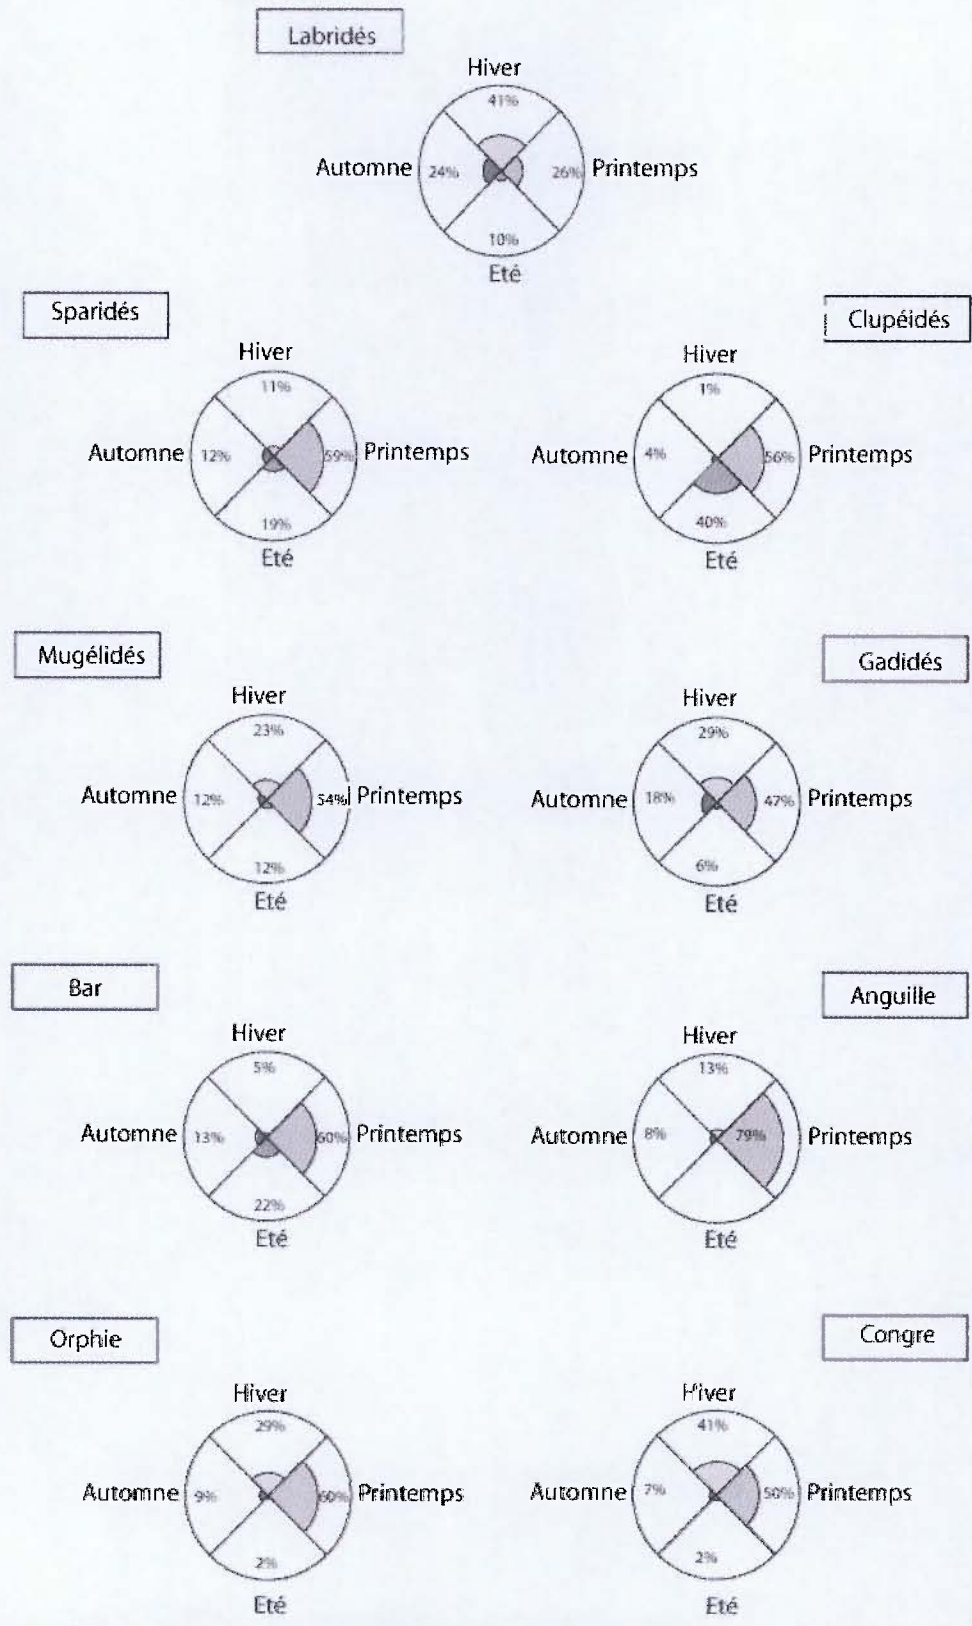 Labridés
Hiver
41%
Automne 24% 26% Printemps
10%
Eté
Sparidés
Hiver
11%
Automne 12% 59% Printemps
19%
Eté
Clupéidés
Hiver
1%
Automne 4% 56% Printemps
40%
Eté
Mugélidés
Hiver
23%
Automne 12% 54% Printemps
12%
Eté
Gadidés
Hiver
29%
Automne 18% 47% Printemps
6%
Eté
Bar
Hiver
5%
Automne 13% 60% Printemps
22%
Eté
Anguille
Hiver
13%
Automne 8% 79% Printemps
Eté
Orphie
Hiver
29%
Automne 9% 60% Printemps
2%
Eté
Congre
Hiver
41%
Automne 7% 50% Printemps
2%
Eté